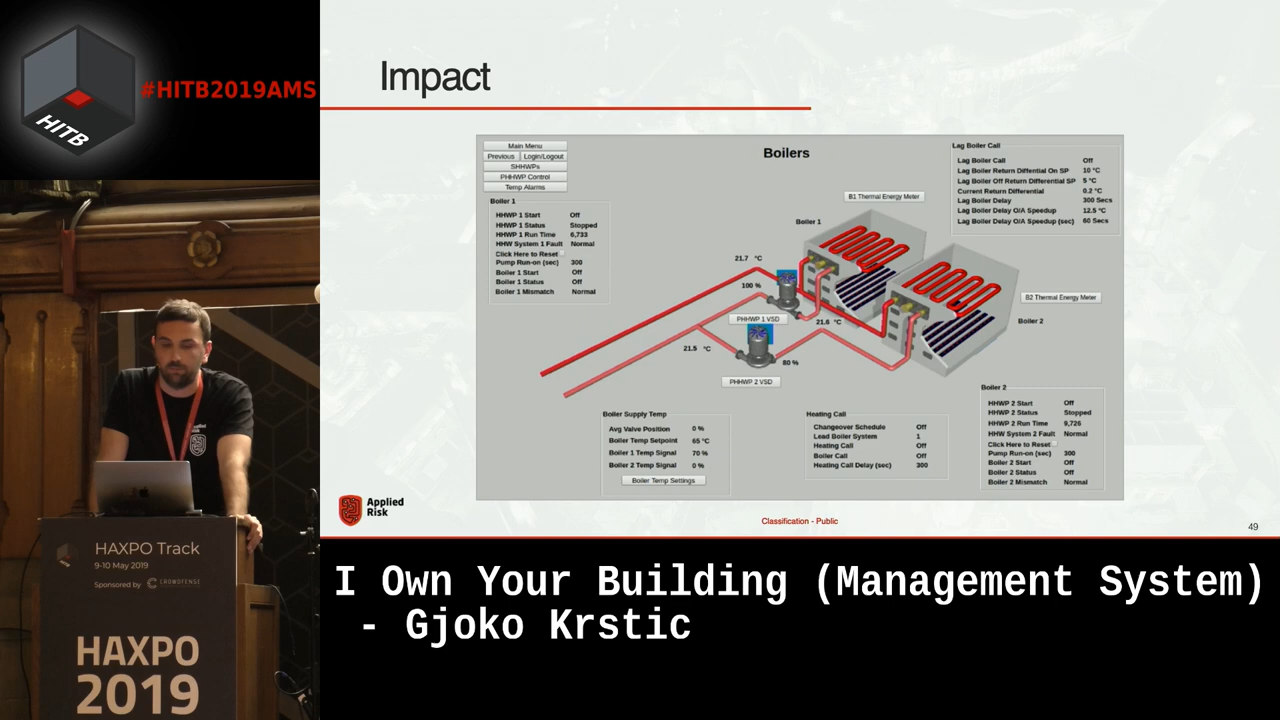 HITB
#HITB2019AMS
Impact
Main Menu
Previous Login/Logout
SHHWPs
PHHWP Control
Temp Alarms
Boilers
Boiler 1
HHWP 1 Start Off
HHWP 1 Status Stopped
HHWP 1 Run Time 6,733
HHW System 1 Fault Normal
Click Here to Reset
Pump Run-on (sec) 300
Boiler 1 Start Off
Boiler 1 Status Off
Boiler 1 Mismatch Normal
Lag Boiler Call
Lag Boiler Call Off
Lag Boiler Return Differential On SP 10 °C
Lag Boiler Off Return Differential SP 5 °C
Current Return Differential 0.2 °C
Lag Boiler Delay 300 Secs
Lag Boiler Delay O/A Speedup 12.5 °C
Lag Boiler Delay O/A Speedup (sec) 60 Secs
B1 Thermal Energy Meter
Boiler 1
21.7 °C
100 %
PHHWP 1 VSD
21.6 °C
B2 Thermal Energy Meter
Boiler 2
21.5 °C
80 %
PHHWP 2 VSD
Boiler Supply Temp
Avg Valve Position 0 %
Boiler Temp Setpoint 65 °C
Boiler 1 Temp Signal 70 %
Boiler 2 Temp Signal 0 %
Boiler Temp Settings
Heating Call
Changeover Schedule Off
Lead Boiler System 1
Heating Call Off
Boiler Call Off
Heating Call Delay (sec) 300
Boiler 2
HHWP 2 Start Off
HHWP 2 Status Stopped
HHWP 2 Run Time 9,726
HHW System 2 Fault Normal
Click Here to Reset
Pump Run-on (sec) 300
Boiler 2 Start Off
Boiler 2 Status Off
Boiler 2 Mismatch Normal
Applied
Risk
Classification - Public
49
HAXPO Track
9-10 May 2019
Sponsored by CROWDFENSE
HAXPO
2019
I Own Your Building (Management System)
- Gjoko Krstic